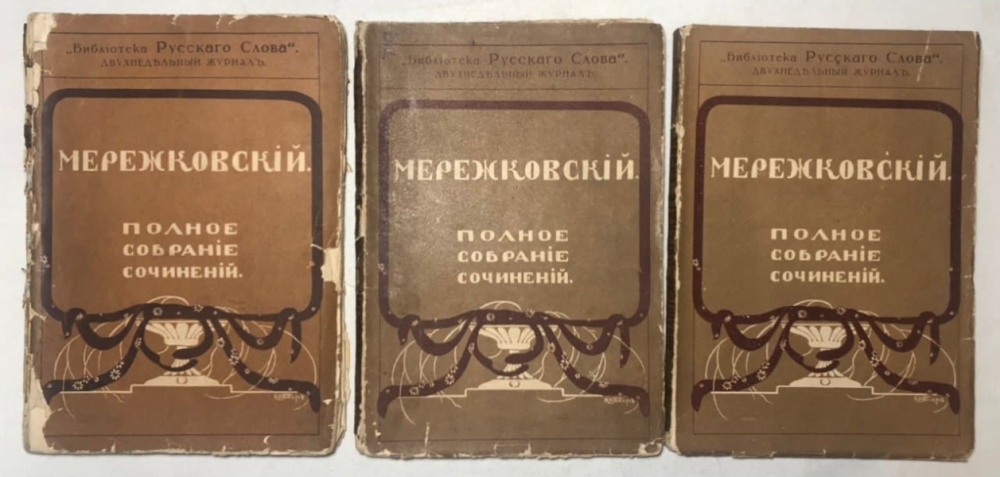 „Библіотека Русскаго Слова".
ДВУХНЕДѢЛЬНЫЙ ЖУРНАЛЪ.
МЕРЕЖКОВСКІЙ.
ПОЛНОЕ
СОБРАНІЕ
СОЧИНЕНІЙ.
„Библіотека Русскаго Слова".
ДВУХНЕДѢЛЬНЫЙ ЖУРНАЛЪ.
МЕРЕЖКОВСКІЙ.
ПОЛНОЕ
СОБРАНІЕ
СОЧИНЕНІЙ.
„Библіотека Русскаго Слова".
ДВУХНЕДѢЛЬНЫЙ ЖУРНАЛЪ.
МЕРЕЖКОВСКІЙ.
ПОЛНОЕ
СОБРАНІЕ
СОЧИНЕНІЙ.